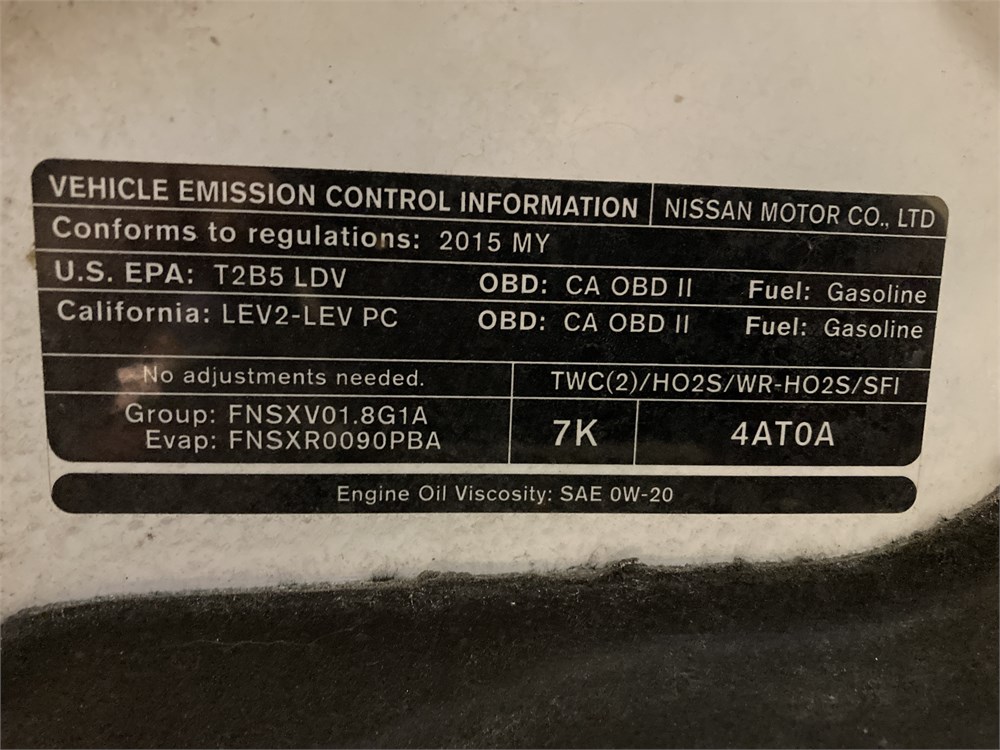 VEHICLE EMISSION CONTROL INFORMATION NISSAN MOTOR CO., LTD
Conforms to regulations: 2015 MY
U.S. EPA: T2B5 LDV OBD: CA OBD II Fuel: Gasoline
California: LEV2-LEV PC OBD: CA OBD II Fuel: Gasoline
No adjustments needed. TWC(2)/HO2S/WR-HO2S/SFI
Group: FNSXV01.8G1A
Evap: FNSXR0090PBA
7K 4AT0A
Engine Oil Viscosity: SAE 0W-20